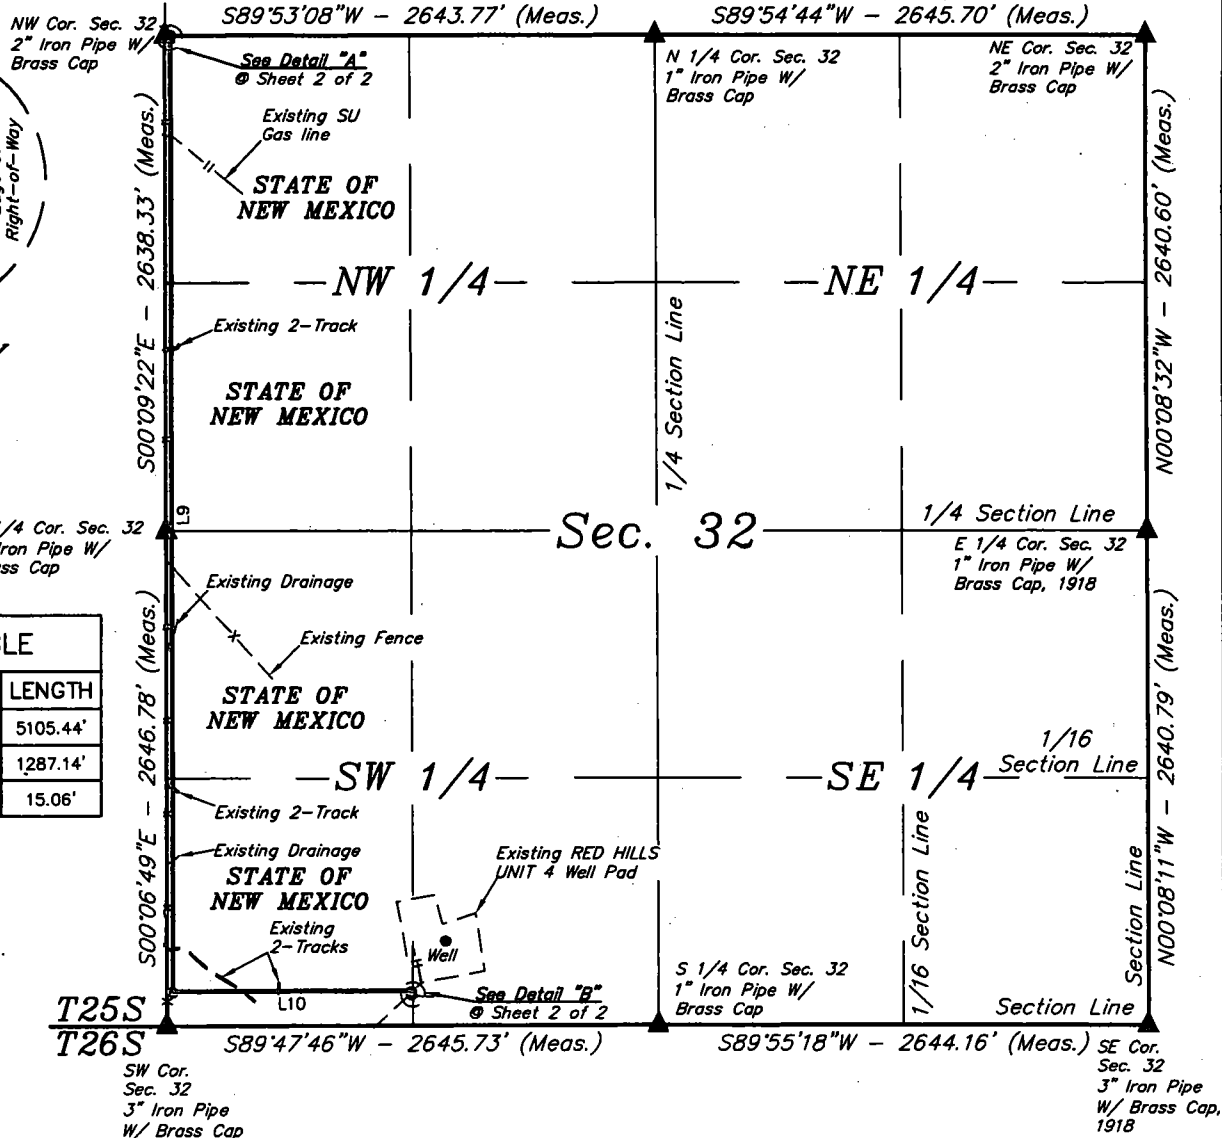 S89°53'08"W - 2643.77' (Meas.)
S89°54'44"W - 2645.70' (Meas.)
NW Cor. Sec. 32
2" Iron Pipe W/
Brass Cap
See Detail "A"
@ Sheet 2 of 2
N 1/4 Cor. Sec. 32
1" Iron Pipe W/
Brass Cap
NE Cor. Sec. 32
2" Iron Pipe W/
Brass Cap
Existing SU
Gas line
Right-of-Way
STATE OF
NEW MEXICO
S00°09'22"E - 2638.33' (Meas.)
N00°08'32"W - 2640.60' (Meas.)
NW 1/4
NE 1/4
Existing 2-Track
1/4 Section Line
STATE OF
NEW MEXICO
L9
1/4 Cor. Sec. 32
Iron Pipe W/
ss Cap
Sec. 32
1/4 Section Line
E 1/4 Cor. Sec. 32
1" Iron Pipe W/
Brass Cap, 1918
Existing Drainage
Existing Fence
LE
LENGTH
5105.44'
1287.14'
15.06'
STATE OF
NEW MEXICO
S00°06'49"E - 2646.78' (Meas.)
N00°08'11"W - 2640.79' (Meas.)
1/16
Section Line
SW 1/4
SE 1/4
Existing 2-Track
Existing Drainage
STATE OF
NEW MEXICO
Existing RED HILLS
UNIT 4 Well Pad
1/16 Section Line
Section Line
Existing
2-Tracks
Well
L10
See Detail "B"
@ Sheet 2 of 2
S 1/4 Cor. Sec. 32
1" Iron Pipe W/
Brass Cap
Section Line
T25S
T26S
S89°47'46"W - 2645.73' (Meas.)
S89°55'18"W - 2644.16' (Meas.)
SW Cor.
Sec. 32
3" Iron Pipe
W/ Brass Cap
SE Cor.
Sec. 32
3" Iron Pipe
W/ Brass Cap,
1918